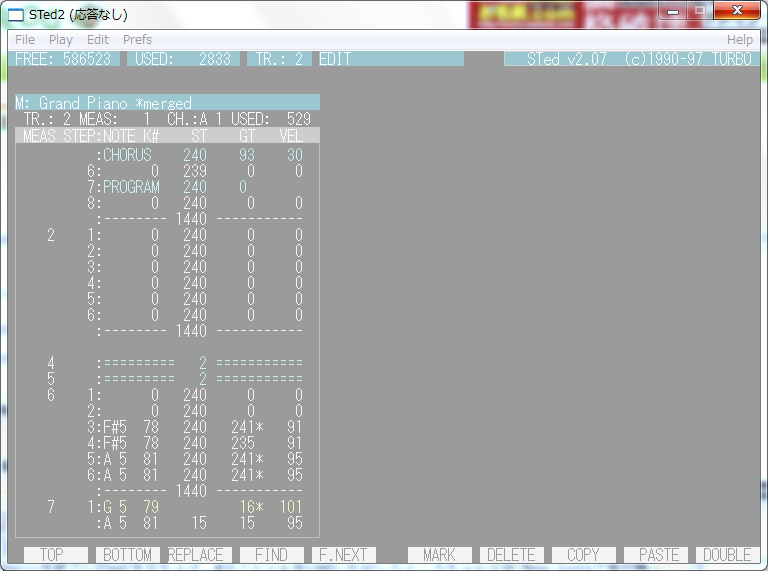 STed2 (応答なし)
File Play Edit Prefs Help
FREE: 586523 USED: 2833 TR.: 2 EDIT STed v2.07 (c)1990-97 TURBO
M: Grand Piano *merged
TR.: 2 MEAS: 1 CH.:A 1 USED: 529
MEAS STEP:NOTE K# ST GT VEL
:CHORUS 240 93 30
6: 0 239 0 0
7:PROGRAM 240 0
8: 0 240 0 0
:-------- 1440 -----------
2 1: 0 240 0 0
2: 0 240 0 0
3: 0 240 0 0
4: 0 240 0 0
5: 0 240 0 0
6: 0 240 0 0
:-------- 1440 -----------
4 :========= 2 ===========
5 :========= 2 ===========
6 1: 0 240 0 0
2: 0 240 0 0
3:F#5 78 240 241* 91
4:F#5 78 240 235 91
5:A 5 81 240 241* 95
6:A 5 81 240 241* 95
:-------- 1440 -----------
7 1:G 5 79 16* 101
:A 5 81 15 15 95
TOP BOTTOM REPLACE FIND F.NEXT MARK DELETE COPY PASTE DOUBLE